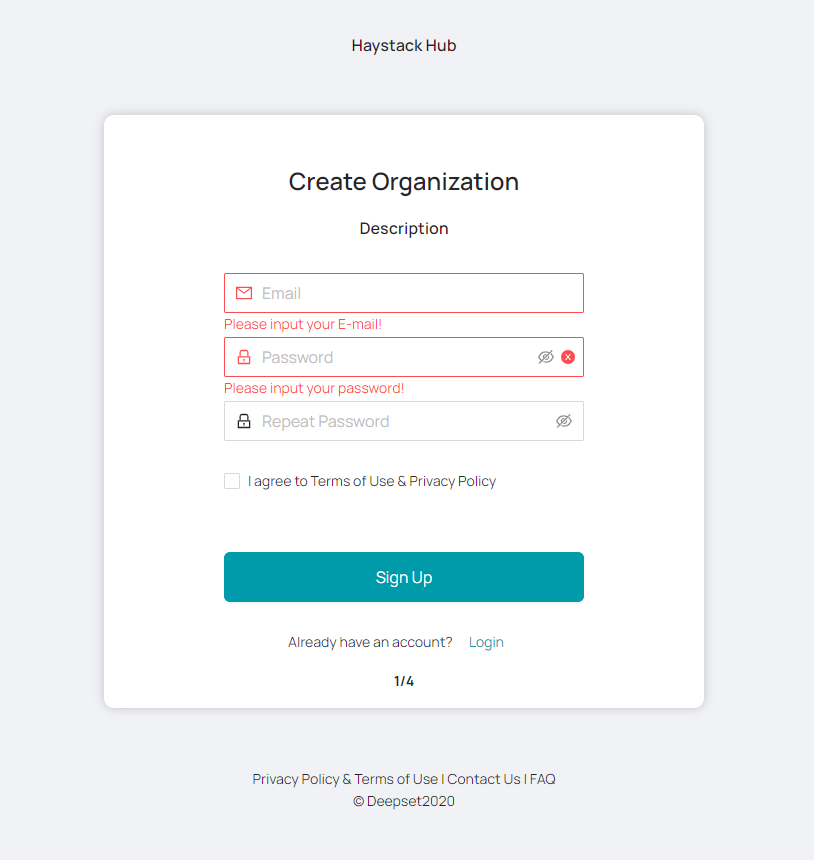 Haystack Hub
Create Organization
Description
Email
Please input your E-mail!
Password
Please input your password!
Repeat Password
I agree to Terms of Use & Privacy Policy
Sign Up
Already have an account? Login
1/4
Privacy Policy & Terms of Use | Contact Us | FAQ
© Deepset2020